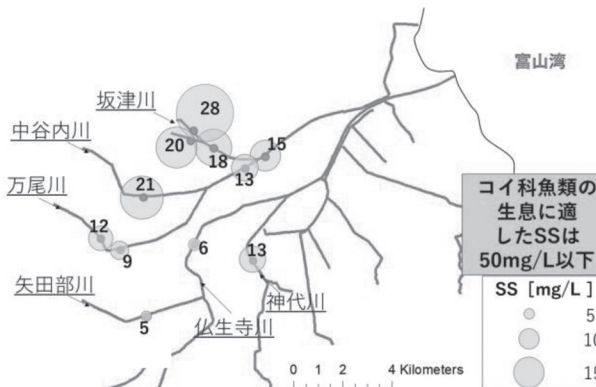 富山湾
坂津川
28
中谷内川
20
18
15
13
万尾川
21
コイ科魚類の
生息に適
したSSは
50mg/L以下
12
9
6
13
矢田部川
神代川
SS [mg/L]
5
5
仏生寺川
10
15
0 1 2 4 Kilometers